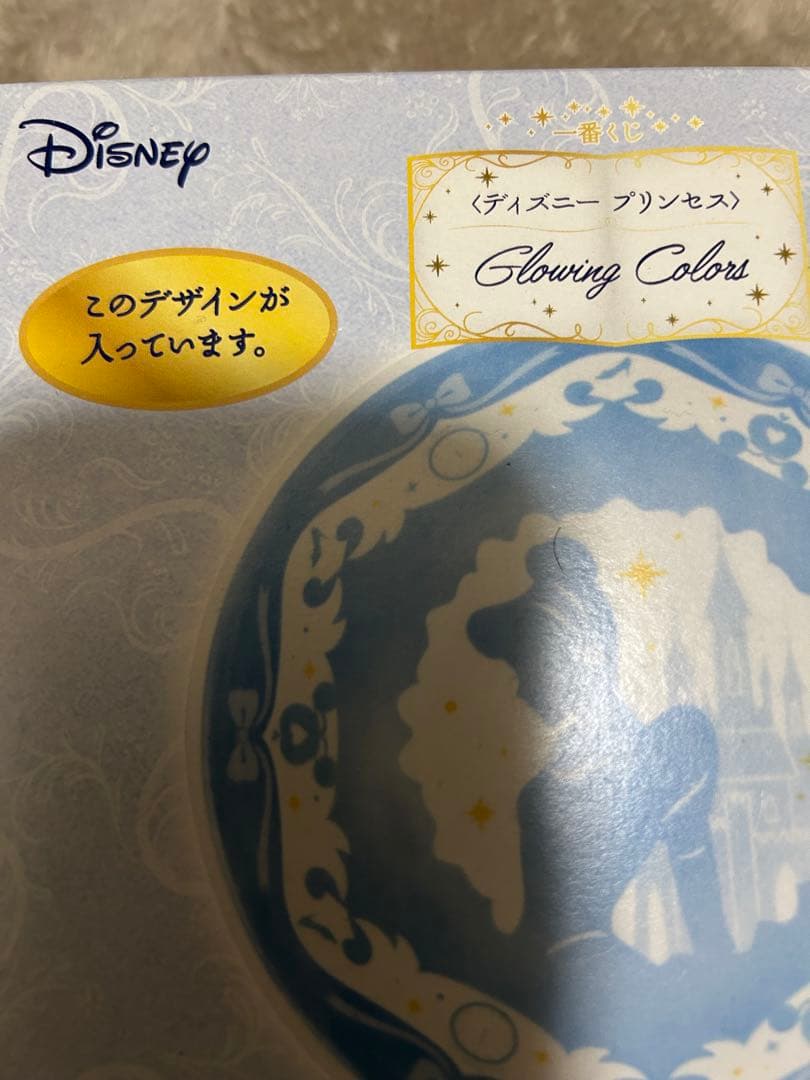 Disney
一番くじ
〈ディズニー プリンセス〉
Glowing Colors
このデザインが
入っています。